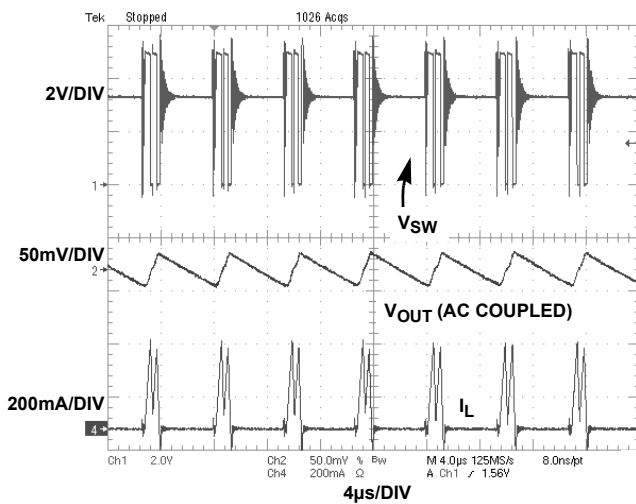 Tek Stopped 1026 Acqs
2V/DIV
1
V_SW
50mV/DIV
2
V_OUT (AC COUPLED)
200mA/DIV
I_L
4
Ch1 2.0V Ch2 50.0mV % Bw M 4.0µs 125MS/s 8.0ns/pt
Ch4 200mA Ω A Ch1 ∫ 1.56V
4µs/DIV